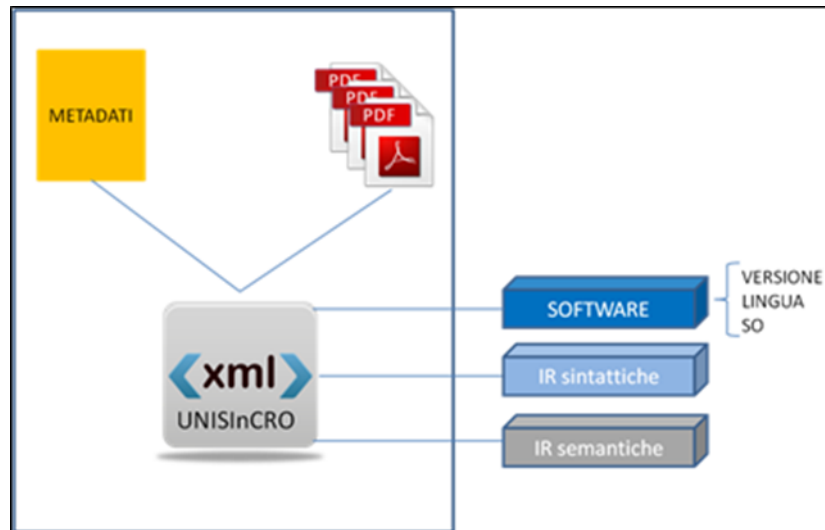 METADATI
PDF
PDF
PDF
<xml>
UNISInCRO
SOFTWARE
VERSIONE
LINGUA
SO
IR sintattiche
IR semantiche